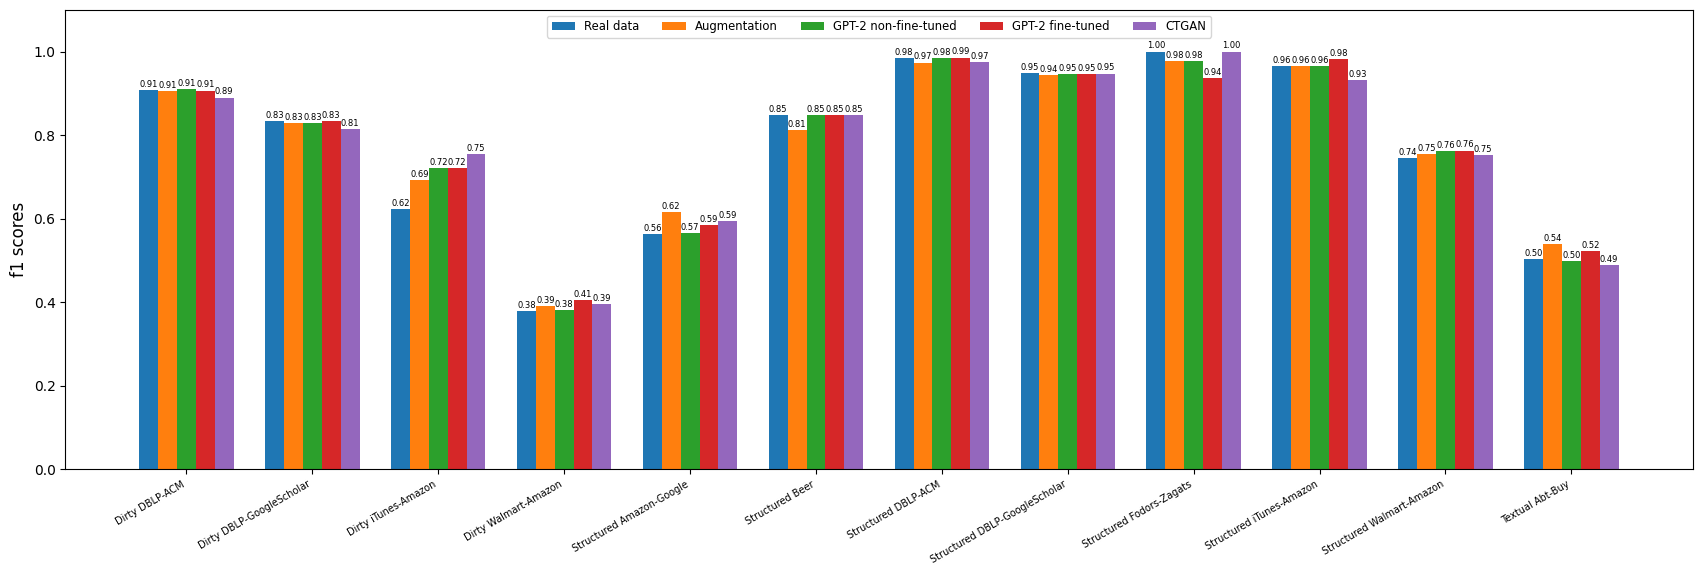 Real data Augmentation GPT-2 non-fine-tuned GPT-2 fine-tuned CTGAN
f1 scores
1.0
0.8
0.6
0.4
0.2
0.0
0.91 0.91 0.91 0.91 0.89
0.83 0.83 0.83 0.83 0.81
0.62 0.69 0.72 0.72 0.75
0.38 0.39 0.38 0.41 0.39
0.56 0.62 0.57 0.59 0.59
0.85 0.81 0.85 0.85 0.85
0.98 0.97 0.98 0.99 0.97
0.95 0.94 0.95 0.95 0.95
1.00 0.98 0.98 0.94 1.00
0.96 0.96 0.96 0.98 0.93
0.74 0.75 0.76 0.76 0.75
0.50 0.54 0.50 0.52 0.49
Dirty DBLP-ACM
Dirty DBLP-GoogleScholar
Dirty iTunes-Amazon
Dirty Walmart-Amazon
Structured Amazon-Google
Structured Beer
Structured DBLP-ACM
Structured DBLP-GoogleScholar
Structured Fodors-Zagats
Structured iTunes-Amazon
Structured Walmart-Amazon
Textual Abt-Buy